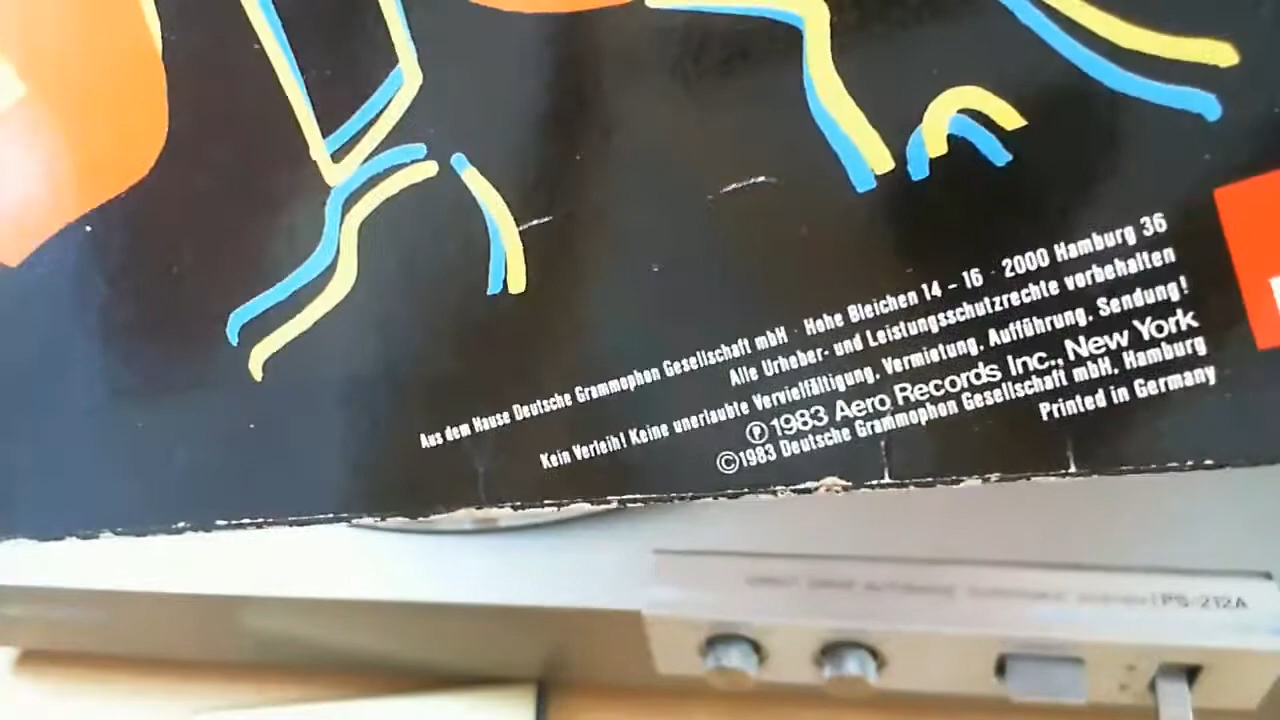 Aus dem Hause Deutsche Grammophon Gesellschaft mbH · Hohe Bleichen 14 – 16 · 2000 Hamburg 36
Alle Urheber- und Leistungsschutzrechte vorbehalten
Kein Verleih! Keine unerlaubte Vervielfältigung, Vermietung, Aufführung, Sendung!
Ⓟ 1983 Aero Records Inc., New York
©1983 Deutsche Grammophon Gesellschaft mbH, Hamburg
Printed in Germany
PS-212A